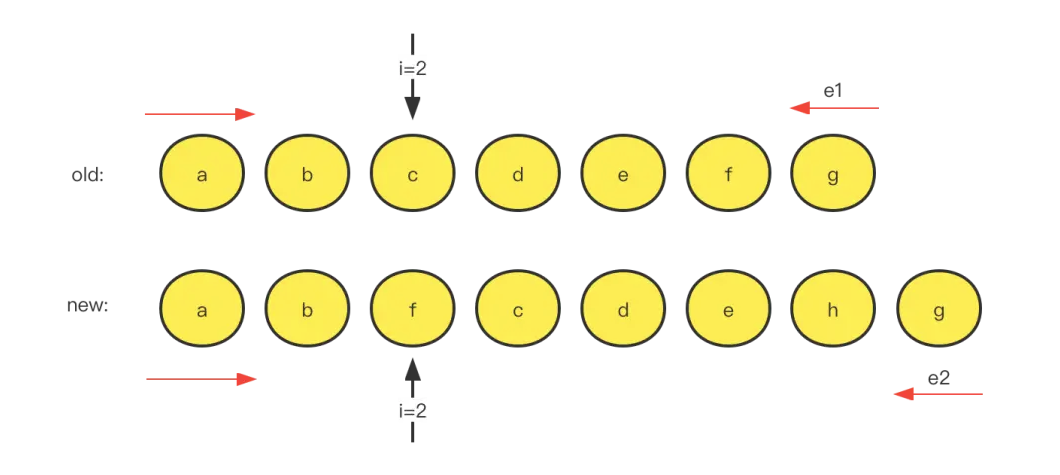 i=2
e1
old: a b c d e f g
new: a b f c d e h g
e2
i=2